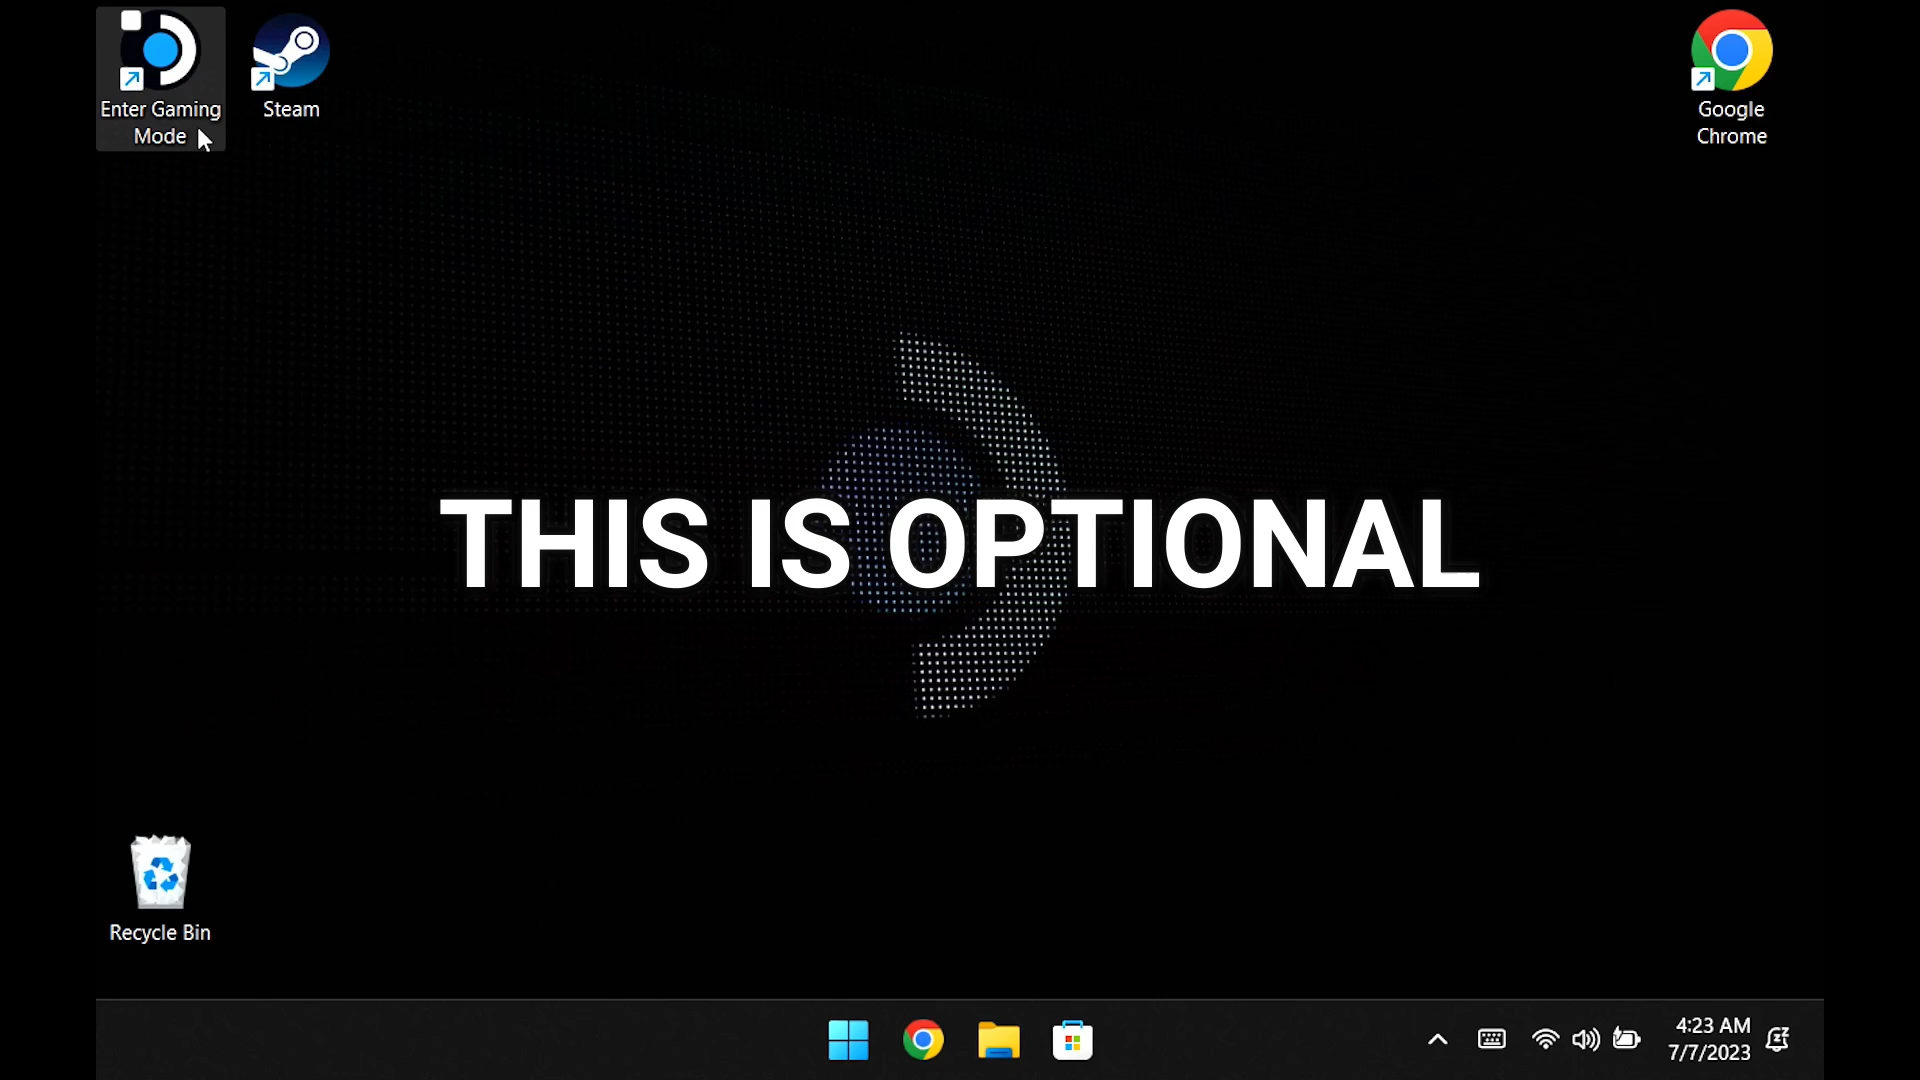 Enter Gaming
Mode
Steam
Google
Chrome
THIS IS OPTIONAL
Recycle Bin
4:23 AM
7/7/2023